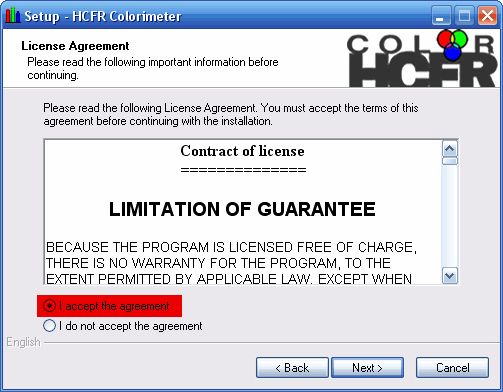 Setup - HCFR Colorimeter
License Agreement
Please read the following important information before
continuing.
COLOR
HCFR
Please read the following License Agreement. You must accept the terms of this
agreement before continuing with the installation.
Contract of license
==============
LIMITATION OF GUARANTEE
BECAUSE THE PROGRAM IS LICENSED FREE OF CHARGE,
THERE IS NO WARRANTY FOR THE PROGRAM, TO THE
EXTENT PERMITTED BY APPLICABLE LAW. EXCEPT WHEN
I accept the agreement
I do not accept the agreement
English
< Back
Next >
Cancel